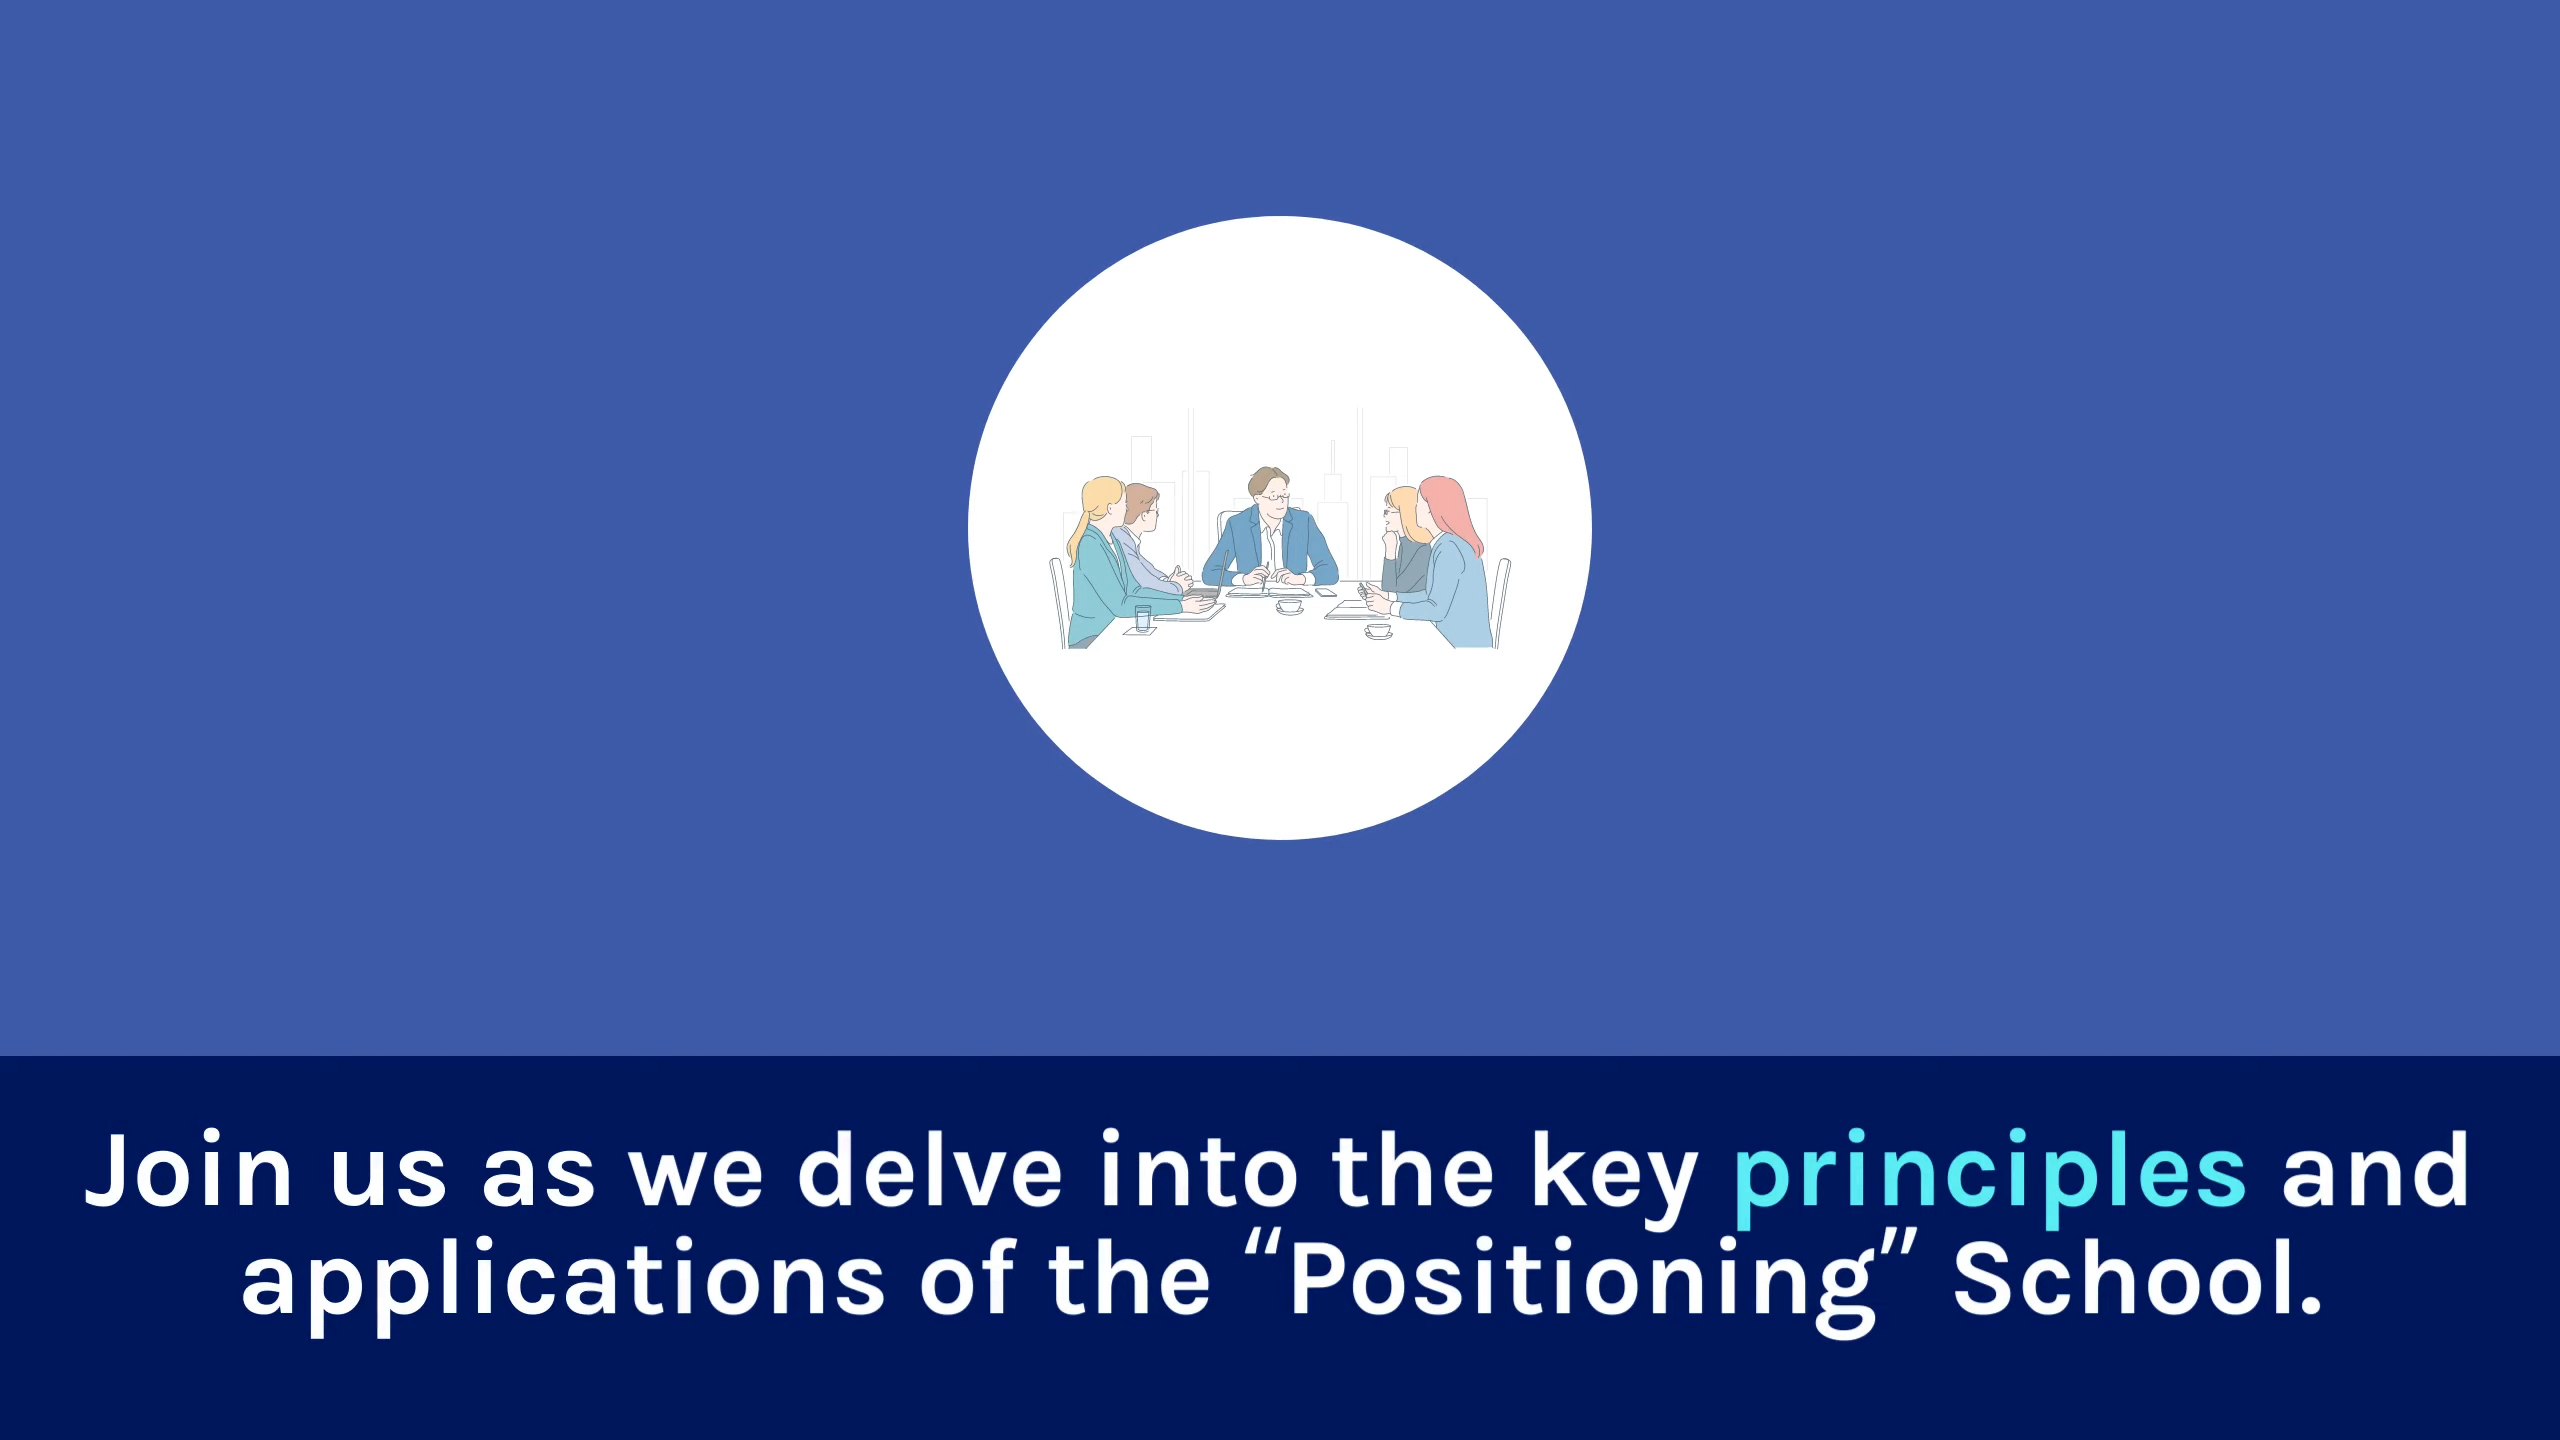 Join us as we delve into the key principles and
applications of the “Positioning” School.